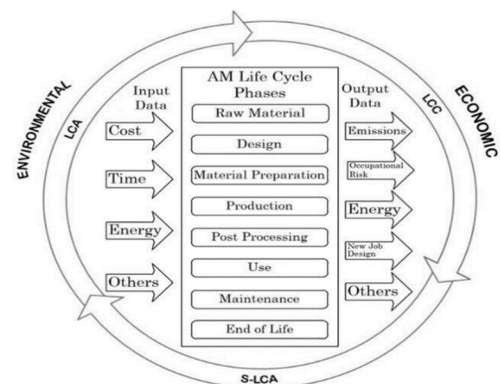 ENVIRONMENTAL
LCA
Input
Data
Cost
Time
Energy
Others
AM Life Cycle
Phases
Raw Material
Design
Material Preparation
Production
Post Processing
Use
Maintenance
End of Life
Output
Data
Emissions
Occupational
Risk
Energy
New Job
Design
Others
LCC
ECONOMIC
S-LCA